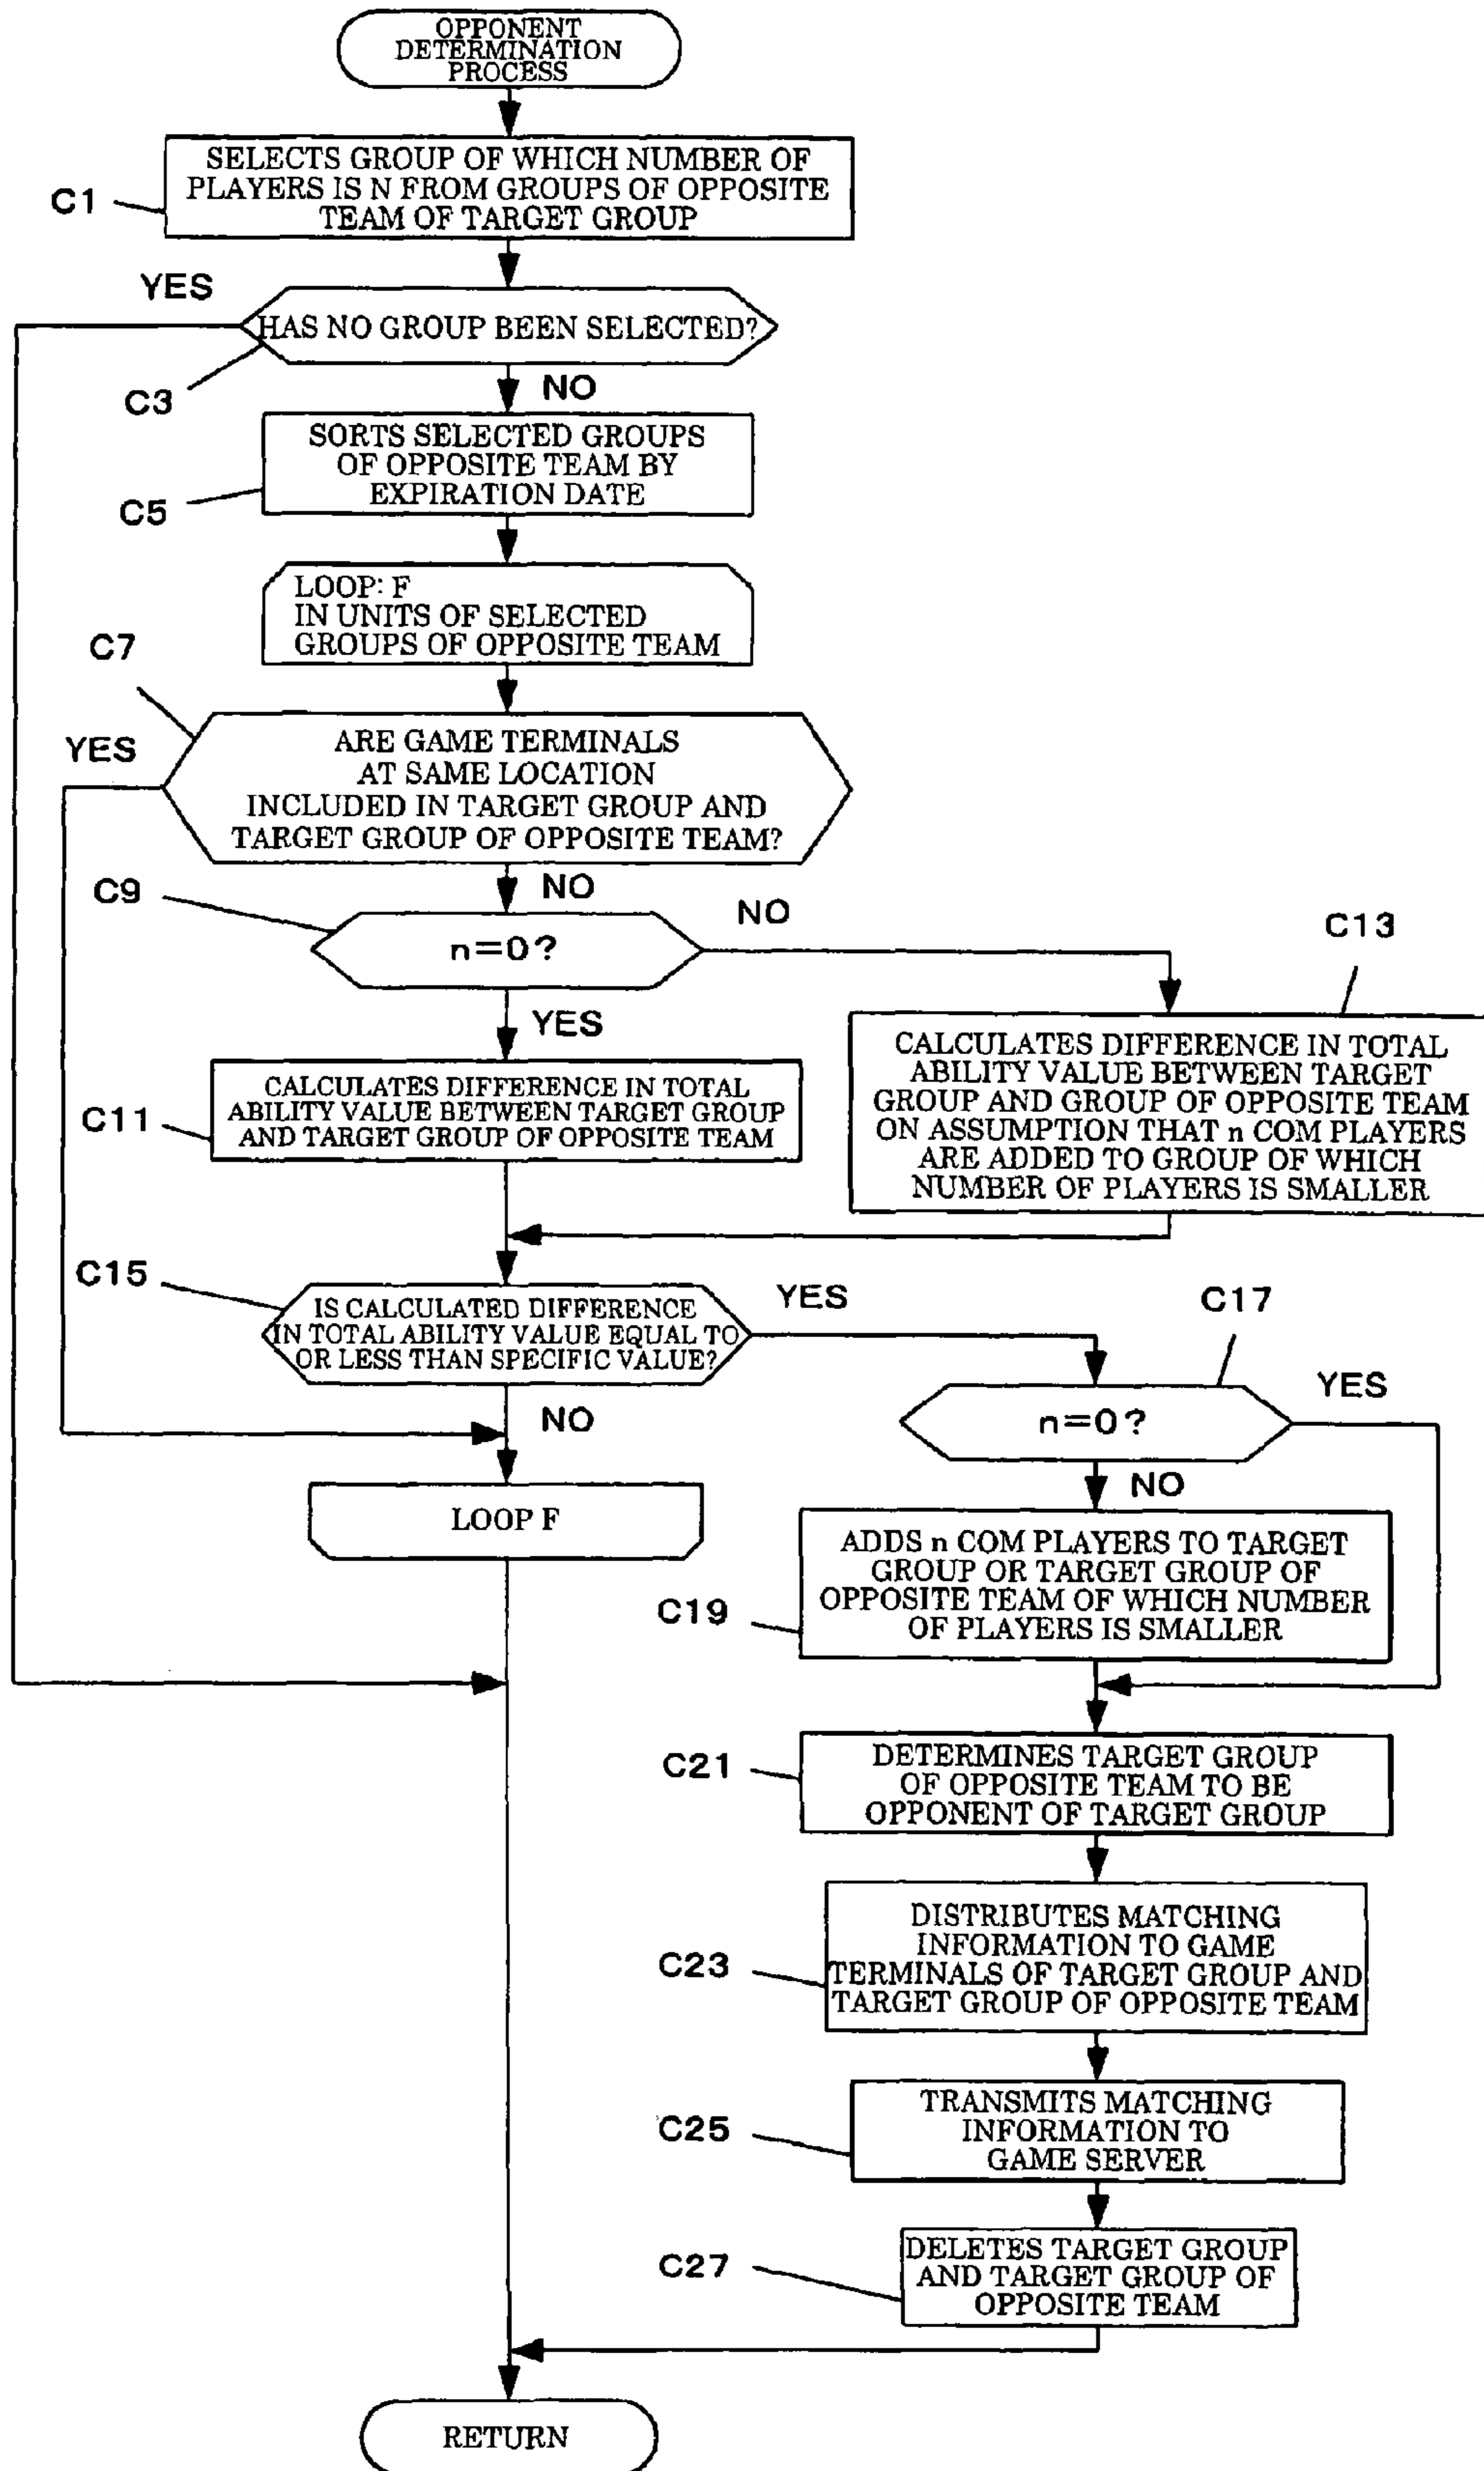 OPPONENT
DETERMINATION
PROCESS
SELECTS GROUP OF WHICH NUMBER OF
PLAYERS IS N FROM GROUPS OF OPPOSITE
TEAM OF TARGET GROUP
C1
YES
HAS NO GROUP BEEN SELECTED?
C3
NO
SORTS SELECTED GROUPS
OF OPPOSITE TEAM BY
EXPIRATION DATE
C5
LOOP: F
IN UNITS OF SELECTED
GROUPS OF OPPOSITE TEAM
C7
YES
ARE GAME TERMINALS
AT SAME LOCATION
INCLUDED IN TARGET GROUP AND
TARGET GROUP OF OPPOSITE TEAM?
NO
C9
n=0?
NO
C13
YES
CALCULATES DIFFERENCE IN TOTAL
ABILITY VALUE BETWEEN TARGET
GROUP AND GROUP OF OPPOSITE TEAM
ON ASSUMPTION THAT n COM PLAYERS
ARE ADDED TO GROUP OF WHICH
NUMBER OF PLAYERS IS SMALLER
CALCULATES DIFFERENCE IN TOTAL
ABILITY VALUE BETWEEN TARGET GROUP
AND TARGET GROUP OF OPPOSITE TEAM
C11
C15
IS CALCULATED DIFFERENCE
IN TOTAL ABILITY VALUE EQUAL TO
OR LESS THAN SPECIFIC VALUE?
YES
C17
NO
n=0?
YES
NO
LOOP F
ADDS n COM PLAYERS TO TARGET
GROUP OR TARGET GROUP OF
OPPOSITE TEAM OF WHICH NUMBER
OF PLAYERS IS SMALLER
C19
DETERMINES TARGET GROUP
OF OPPOSITE TEAM TO BE
OPPONENT OF TARGET GROUP
C21
DISTRIBUTES MATCHING
INFORMATION TO GAME
TERMINALS OF TARGET GROUP AND
TARGET GROUP OF OPPOSITE TEAM
C23
TRANSMITS MATCHING
INFORMATION TO
GAME SERVER
C25
DELETES TARGET GROUP
AND TARGET GROUP OF
OPPOSITE TEAM
C27
RETURN